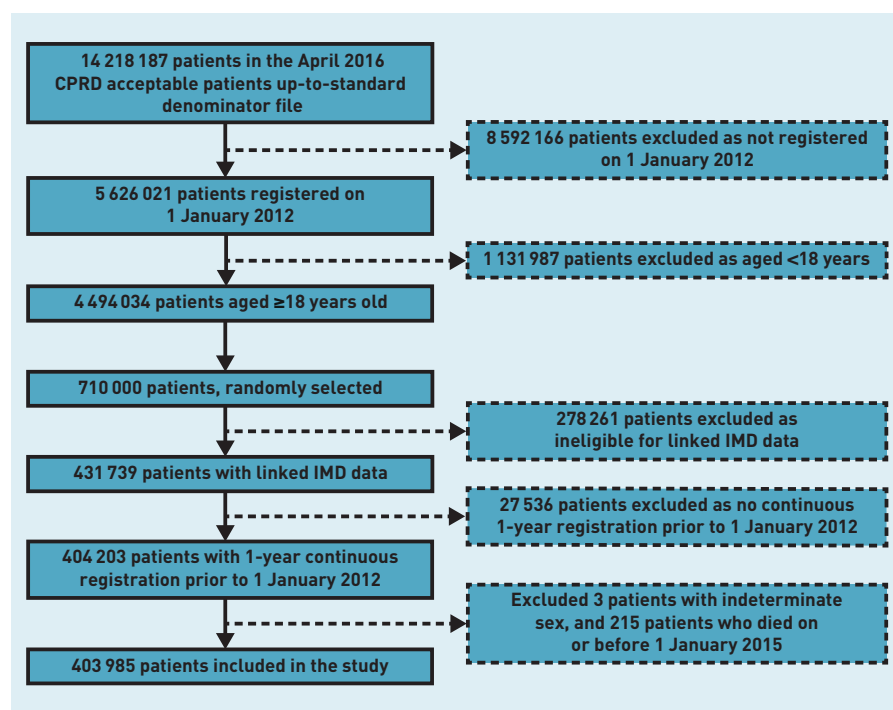 14 218 187 patients in the April 2016
CPRD acceptable patients up-to-standard
denominator file
8 592 166 patients excluded as not registered
on 1 January 2012
5 626 021 patients registered on
1 January 2012
1 131 987 patients excluded as aged <18 years
4 494 034 patients aged ≥18 years old
710 000 patients, randomly selected
278 261 patients excluded as
ineligible for linked IMD data
431 739 patients with linked IMD data
27 536 patients excluded as no continuous
1-year registration prior to 1 January 2012
404 203 patients with 1-year continuous
registration prior to 1 January 2012
Excluded 3 patients with indeterminate
sex, and 215 patients who died on
or before 1 January 2015
403 985 patients included in the study